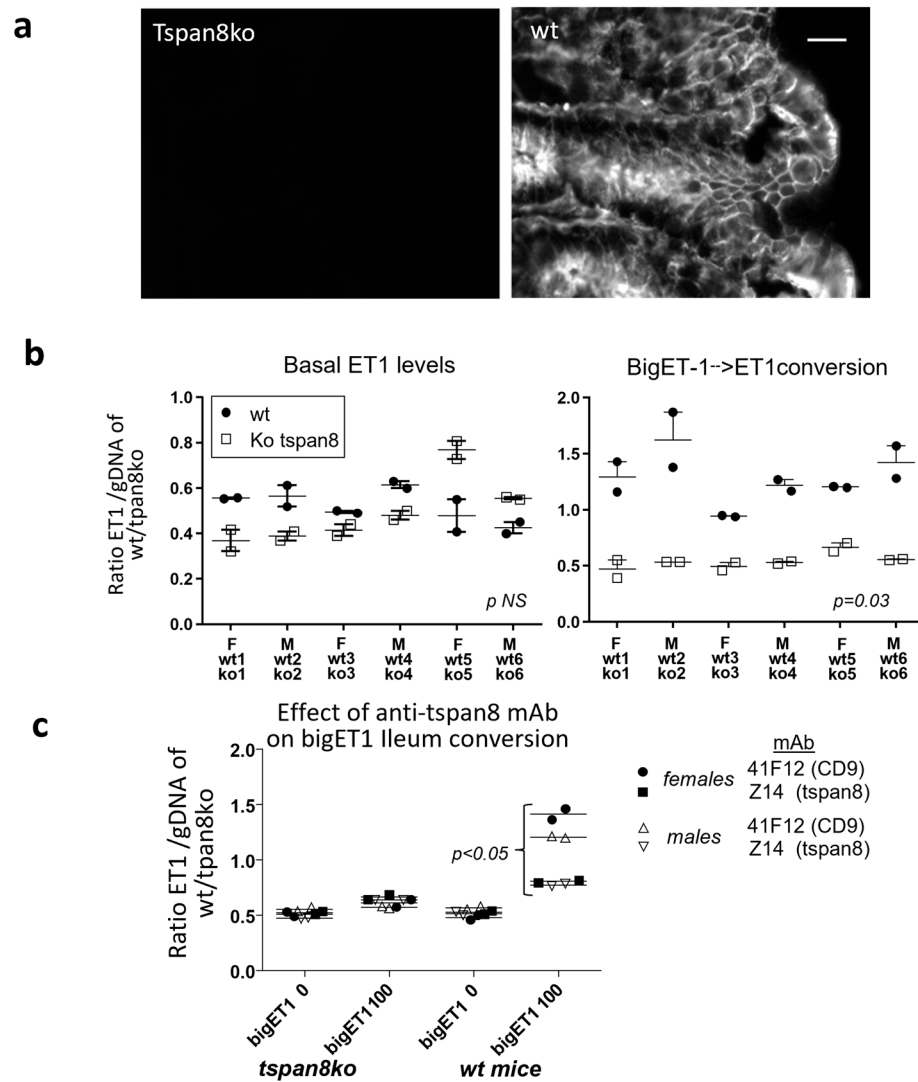 a
Tspan8ko
wt
b
Basal ET1 levels
BigET-1-->ET1conversion
Ratio ET1 /gDNA of
wt/tpan8ko
1.0
0.8
0.6
0.4
0.2
0.0
wt
Ko tspan8
p NS
F M F M F M
wt1 wt2 wt3 wt4 wt5 wt6
ko1 ko2 ko3 ko4 ko5 ko6
2.0
1.5
1.0
0.5
0.0
p=0.03
F M F M F M
wt1 wt2 wt3 wt4 wt5 wt6
ko1 ko2 ko3 ko4 ko5 ko6
c
Effect of anti-tspan8 mAb
on bigET1 Ileum conversion
Ratio ET1 /gDNA of
wt/tpan8ko
2.0
1.5
1.0
0.5
0.0
p<0.05
bigET1 0
bigET1 100
bigET1 0
bigET1 100
tspan8ko
wt mice
mAb
females
41F12 (CD9)
Z14 (tspan8)
males
41F12 (CD9)
Z14 (tspan8)